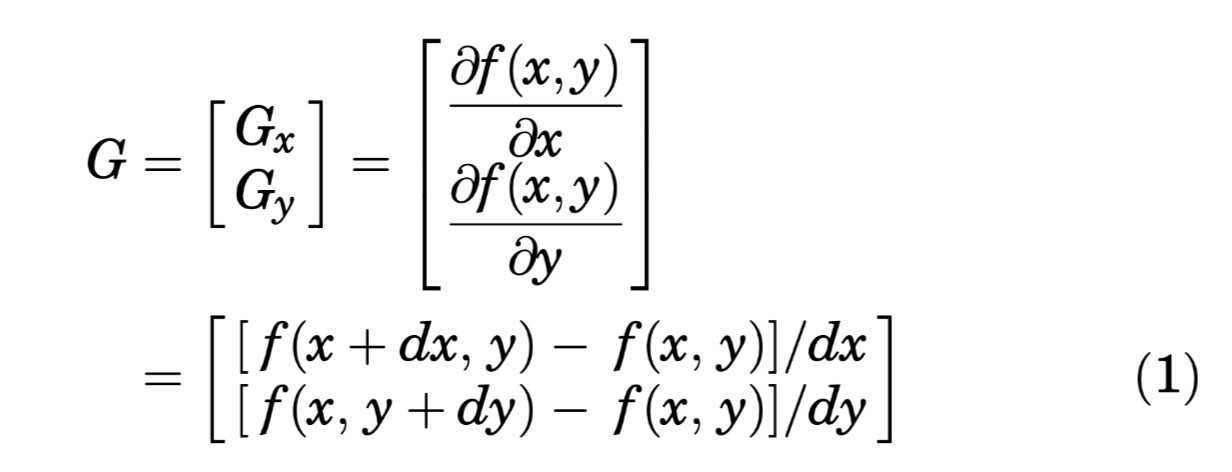 G = [G_x; G_y] = [∂f(x,y)/∂x; ∂f(x,y)/∂y]
= [[f(x + dx, y) − f(x, y)]/dx; [f(x, y + dy) − f(x, y)]/dy] (1)